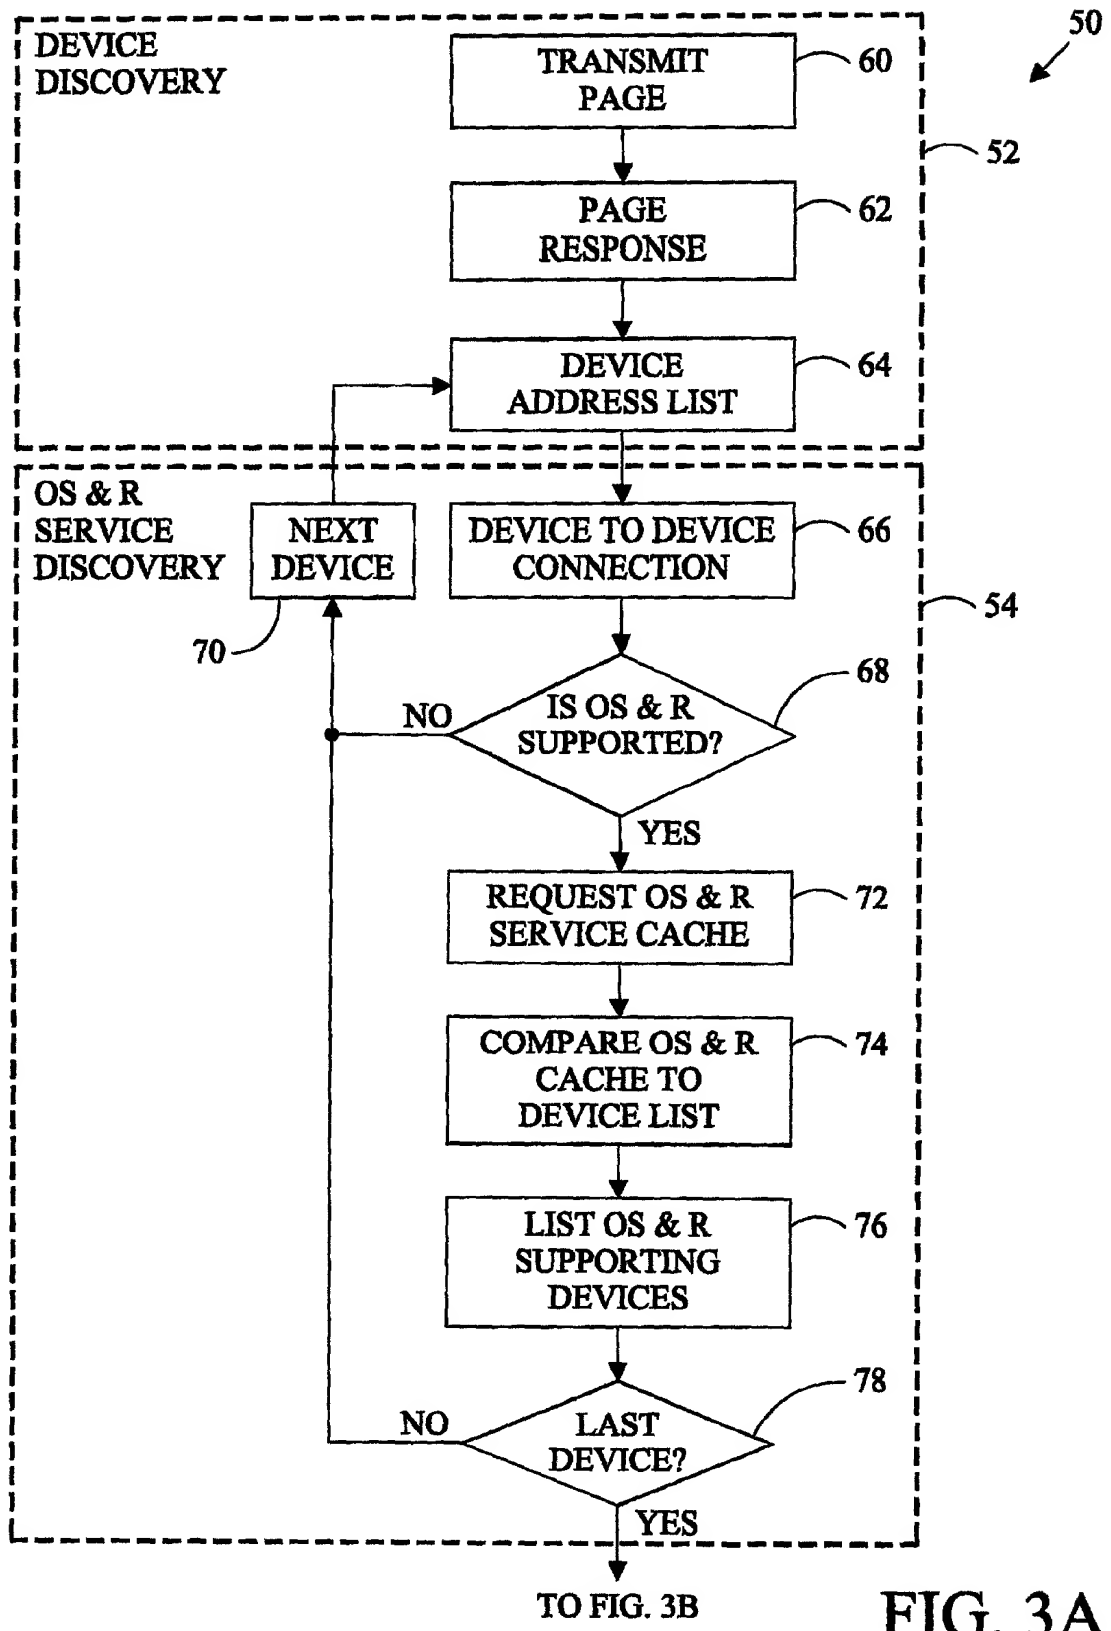 50
DEVICE
DISCOVERY
TRANSMIT
PAGE
60
52
PAGE
RESPONSE
62
DEVICE
ADDRESS LIST
64
OS & R
SERVICE
DISCOVERY
NEXT
DEVICE
70
DEVICE TO DEVICE
CONNECTION
66
54
IS OS & R
SUPPORTED?
68
NO
YES
REQUEST OS & R
SERVICE CACHE
72
COMPARE OS & R
CACHE TO
DEVICE LIST
74
LIST OS & R
SUPPORTING
DEVICES
76
LAST
DEVICE?
78
NO
YES
TO FIG. 3B
FIG. 3A